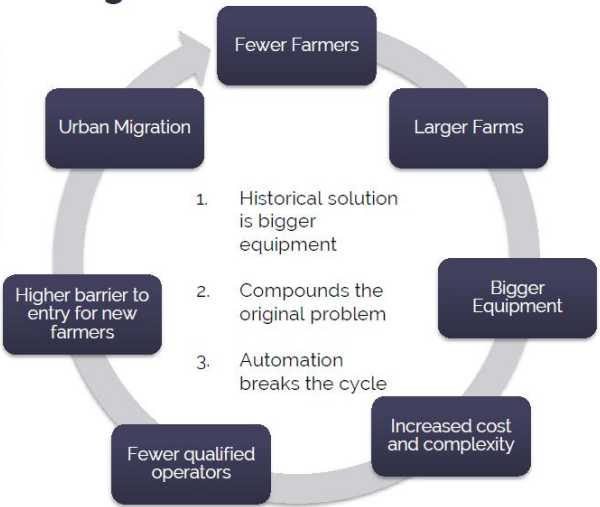 Fewer Farmers
Larger Farms
Bigger
Equipment
Increased cost
and complexity
Fewer qualified
operators
Higher barrier to
entry for new
farmers
Urban Migration
1. Historical solution
is bigger
equipment
2. Compounds the
original problem
3. Automation
breaks the cycle